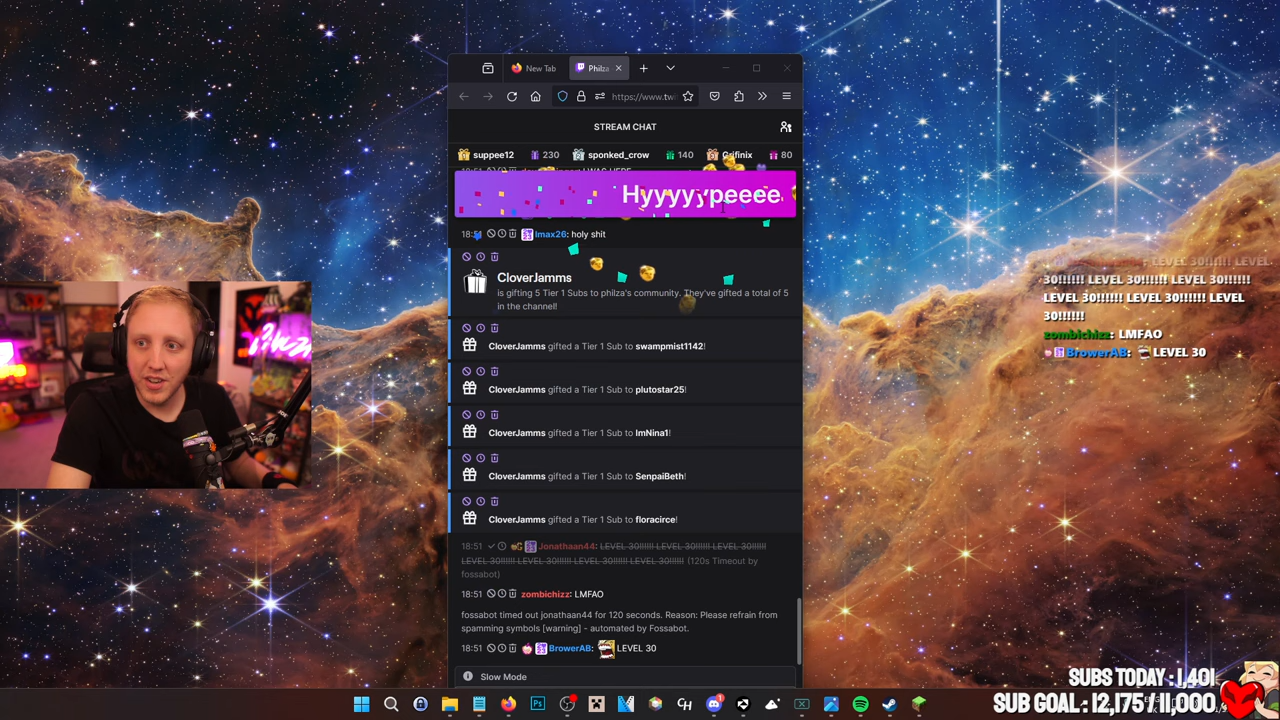 New Tab
Philza
https://www.tw
STREAM CHAT
suppee12 230 sponked_crow 140 80
Hyyyyypeeee
lmax26: holy shit
CloverJamms
is gifting 5 Tier 1 Subs to philza's community. They've gifted a total of 5
in the channel!
CloverJamms gifted a Tier 1 Sub to swampmist1142!
CloverJamms gifted a Tier 1 Sub to plutostar25!
CloverJamms gifted a Tier 1 Sub to ImNina1!
CloverJamms gifted a Tier 1 Sub to SenpaiBeth!
CloverJamms gifted a Tier 1 Sub to floracirce!
18:51 Jonathaan44: LEVEL 30!!!!!! LEVEL 30!!!!!! LEVEL 30!!!!!!
LEVEL 30!!!!!! LEVEL 30!!!!!! LEVEL 30!!!!!! LEVEL 30!!!!!! (120s Timeout by
fossabot)
18:51 zombichizz: LMFAO
fossabot timed out jonathaan44 for 120 seconds. Reason: Please refrain from
spamming symbols [warning] - automated by Fossabot.
18:51 BrowerAB: LEVEL 30
Slow Mode
30!!!!!! LEVEL 30!!!!!! LEVEL 30!!!!!!
LEVEL 30!!!!!! LEVEL 30!!!!!! LEVEL
30!!!!!!
zombichizz: LMFAO
BrowerAB: LEVEL 30
SUBS TODAY : 1,401
SUB GOAL : 12,175 / 11,000